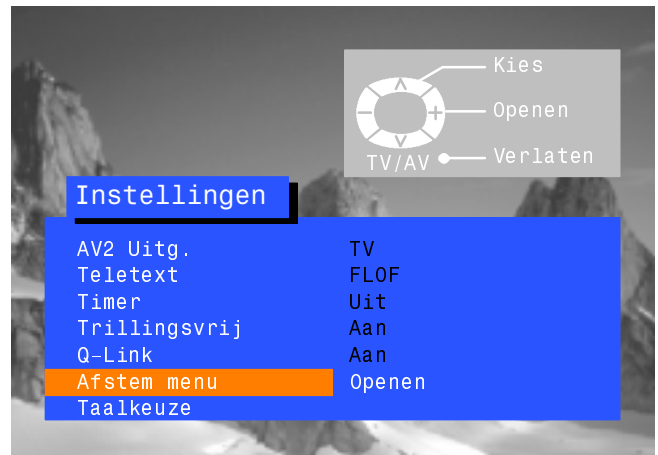 Kies
Openen
TV/AV Verlaten
Instellingen
AV2 Uitg. TV
Teletext FLOF
Timer Uit
Trillingsvrij Aan
Q-Link Aan
Afstem menu Openen
Taalkeuze